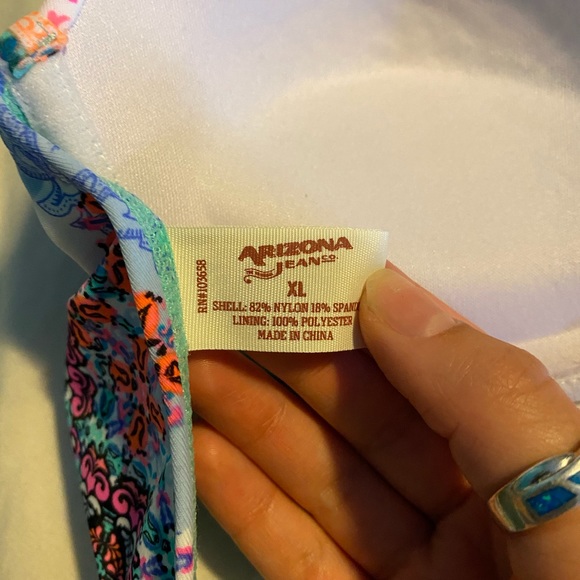 ARIZONA
JEAN CO
XL
SHELL: 82% NYLON 18%
LINING: 100% POLYESTER
MADE IN CHINA
RN#103658